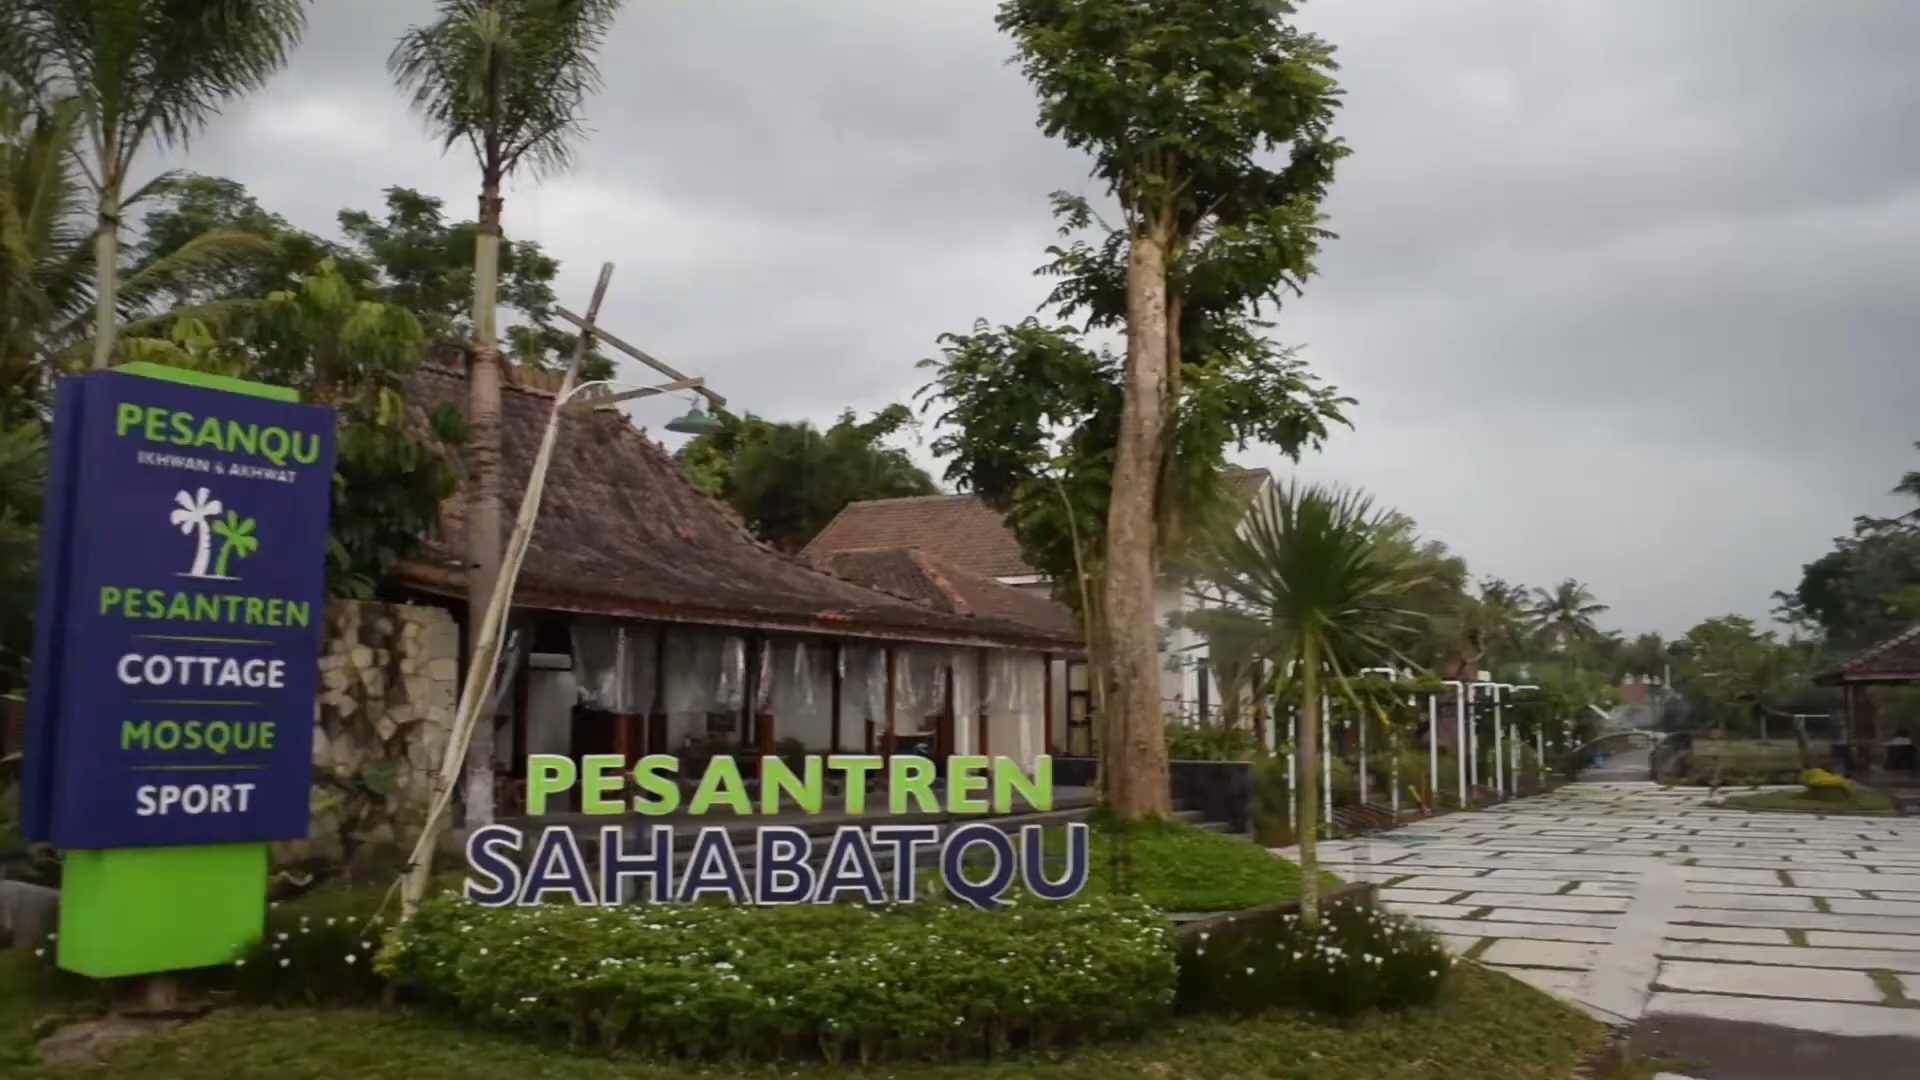 PESANQU
IKHWAN & AKHWAT
PESANTREN
COTTAGE
MOSQUE
SPORT
PESANTREN
SAHABATQU